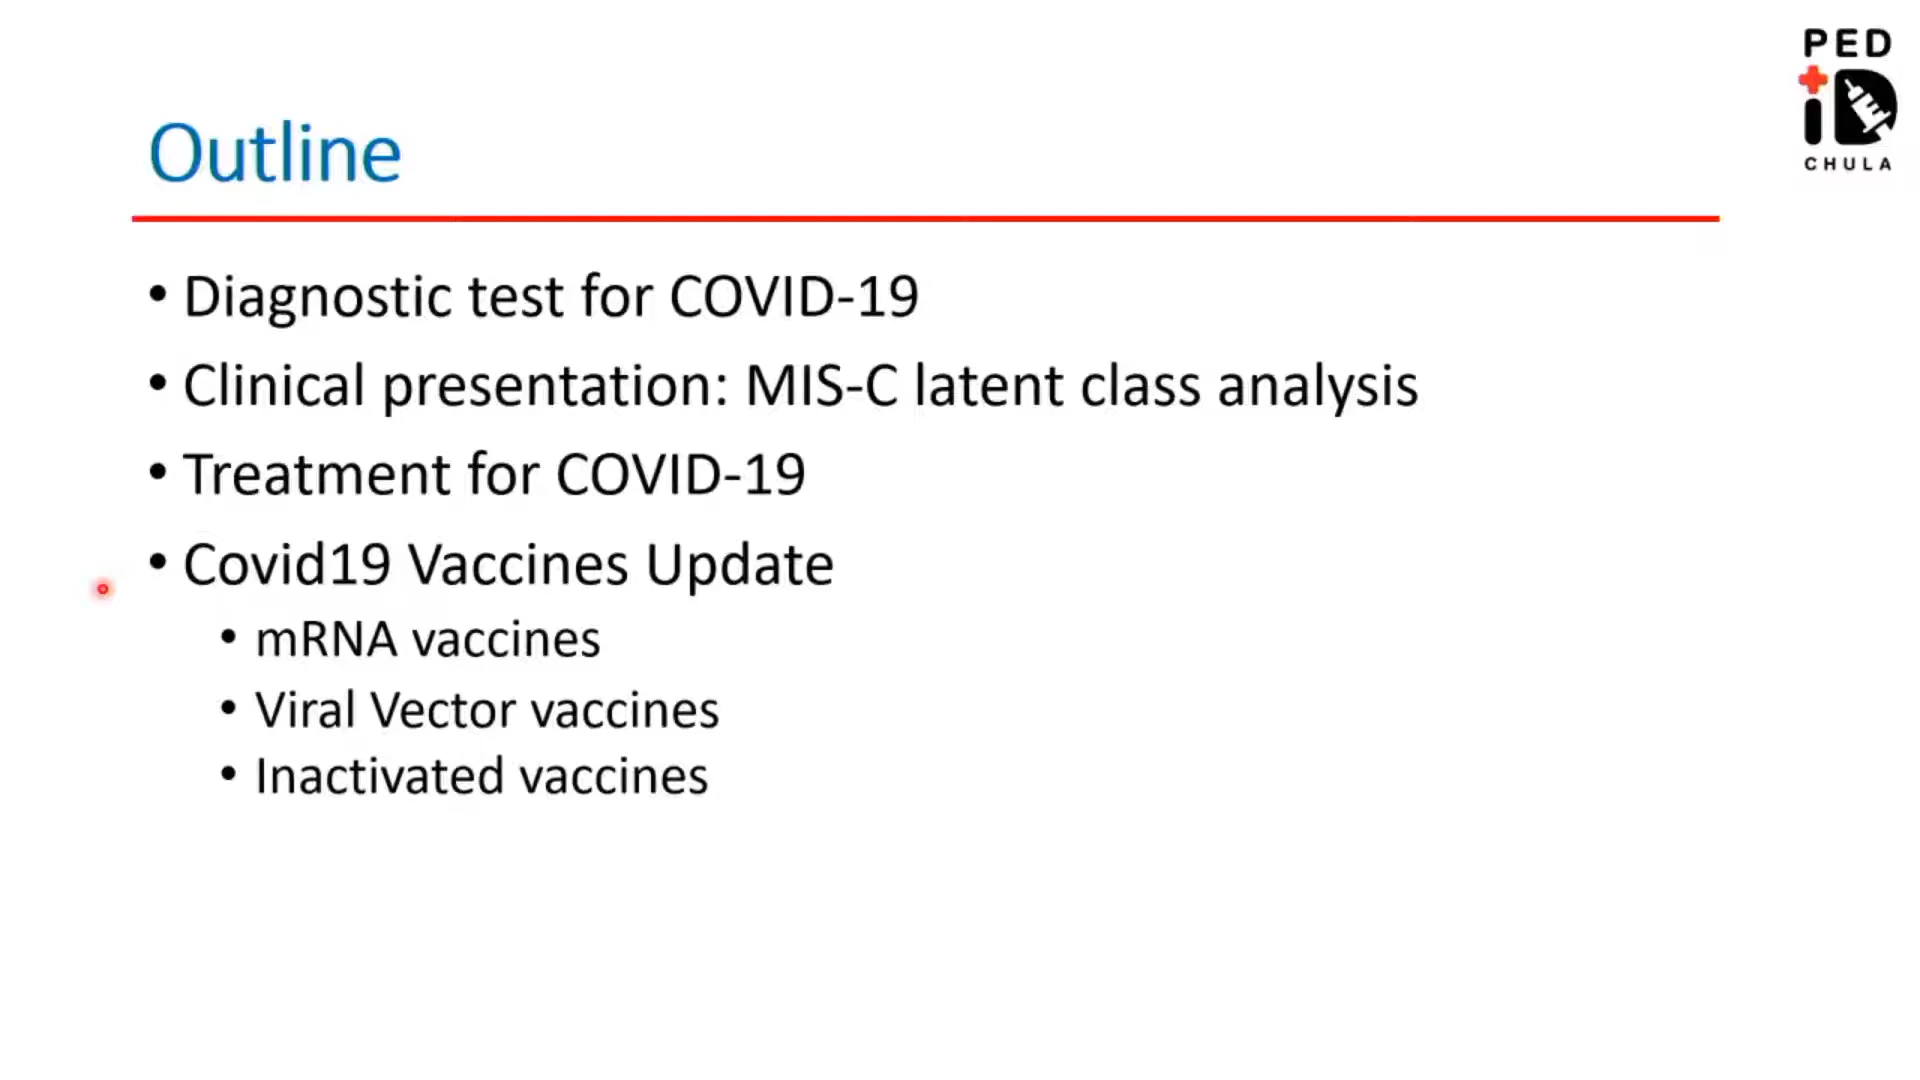 PED
iD
CHULA
Outline
• Diagnostic test for COVID-19
• Clinical presentation: MIS-C latent class analysis
• Treatment for COVID-19
• Covid19 Vaccines Update
• mRNA vaccines
• Viral Vector vaccines
• Inactivated vaccines